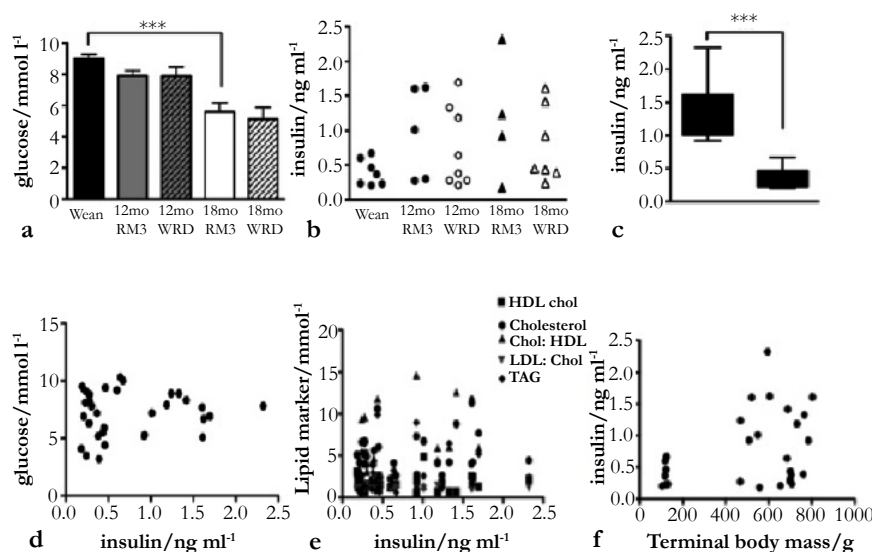 a
glucose/mmol l-1
***
10
8
6
4
2
0
Wean
12mo RM3
12mo WRD
18mo RM3
18mo WRD
b
insulin/ng ml-1
2.5
2.0
1.5
1.0
0.5
0.0
Wean
12mo RM3
12mo WRD
18mo RM3
18mo WRD
c
insulin/ng ml-1
***
2.5
2.0
1.5
1.0
0.5
0.0
d
glucose/mmol l-1
15
10
5
0
0.0 0.5 1.0 1.5 2.0 2.5
insulin/ng ml-1
e
Lipid marker/mmol-1
20
15
10
5
0
0.0 0.5 1.0 1.5 2.0 2.5
insulin/ng ml-1
HDL chol
Cholesterol
Chol: HDL
LDL: Chol
TAG
f
insulin/ng ml-1
2.5
2.0
1.5
1.0
0.5
0.0
0 200 400 600 800 1000
Terminal body mass/g